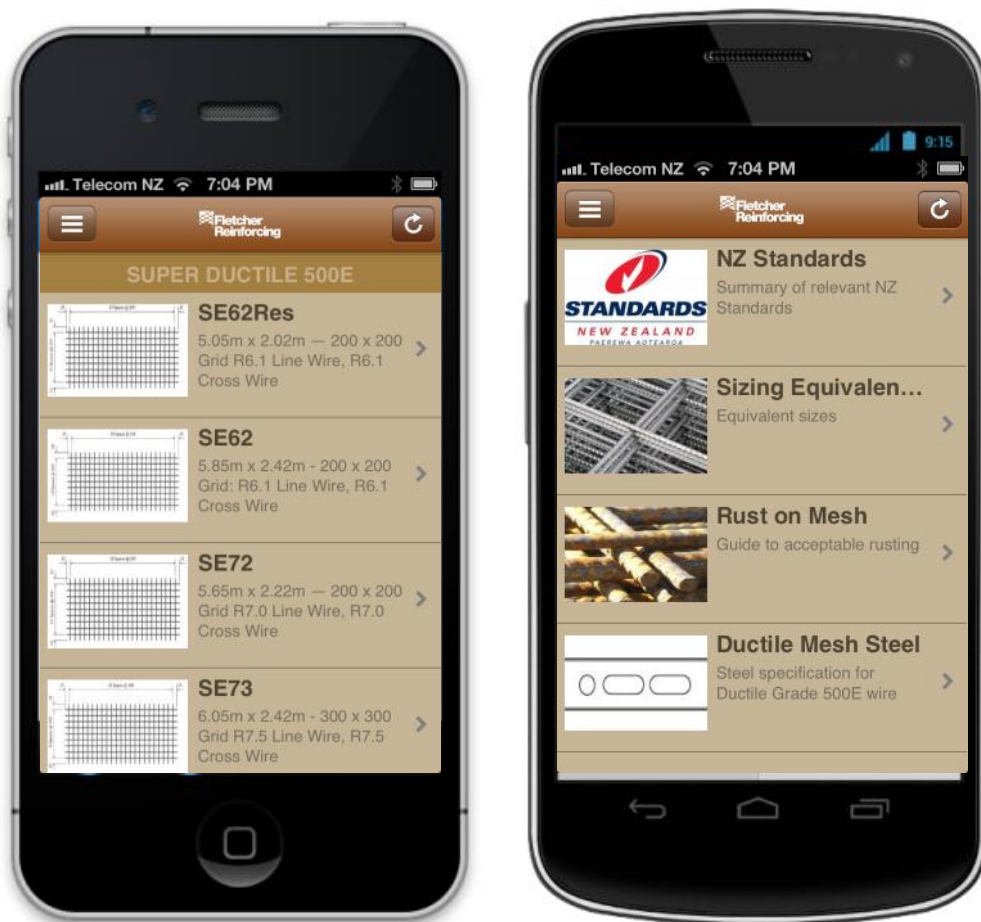 Telecom NZ 7:04 PM
Fletcher
Reinforcing
SUPER DUCTILE 500E
SE62Res
5.05m x 2.02m — 200 x 200
Grid R6.1 Line Wire, R6.1
Cross Wire
SE62
5.85m x 2.42m - 200 x 200
Grid: R6.1 Line Wire, R6.1
Cross Wire
SE72
5.65m x 2.22m — 200 x 200
Grid R7.0 Line Wire, R7.0
Cross Wire
SE73
6.05m x 2.42m - 300 x 300
Grid R7.5 Line Wire, R7.5
Cross Wire
9:15
Telecom NZ 7:04 PM
Fletcher
Reinforcing
STANDARDS
NEW ZEALAND
PAEREWA AOTEAROA
NZ Standards
Summary of relevant NZ
Standards
Sizing Equivalen...
Equivalent sizes
Rust on Mesh
Guide to acceptable rusting
Ductile Mesh Steel
Steel specification for
Ductile Grade 500E wire